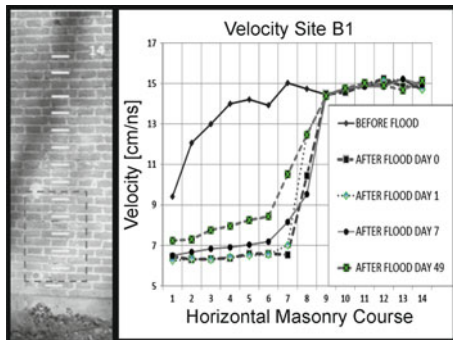 14
Velocity Site B1
Velocity [cm/ns]
17
15
13
11
9
7
5
BEFORE FLOOD
AFTER FLOOD DAY 0
AFTER FLOOD DAY 1
AFTER FLOOD DAY 7
AFTER FLOOD DAY 49
1 2 3 4 5 6 7 8 9 10 11 12 13 14
Horizontal Masonry Course